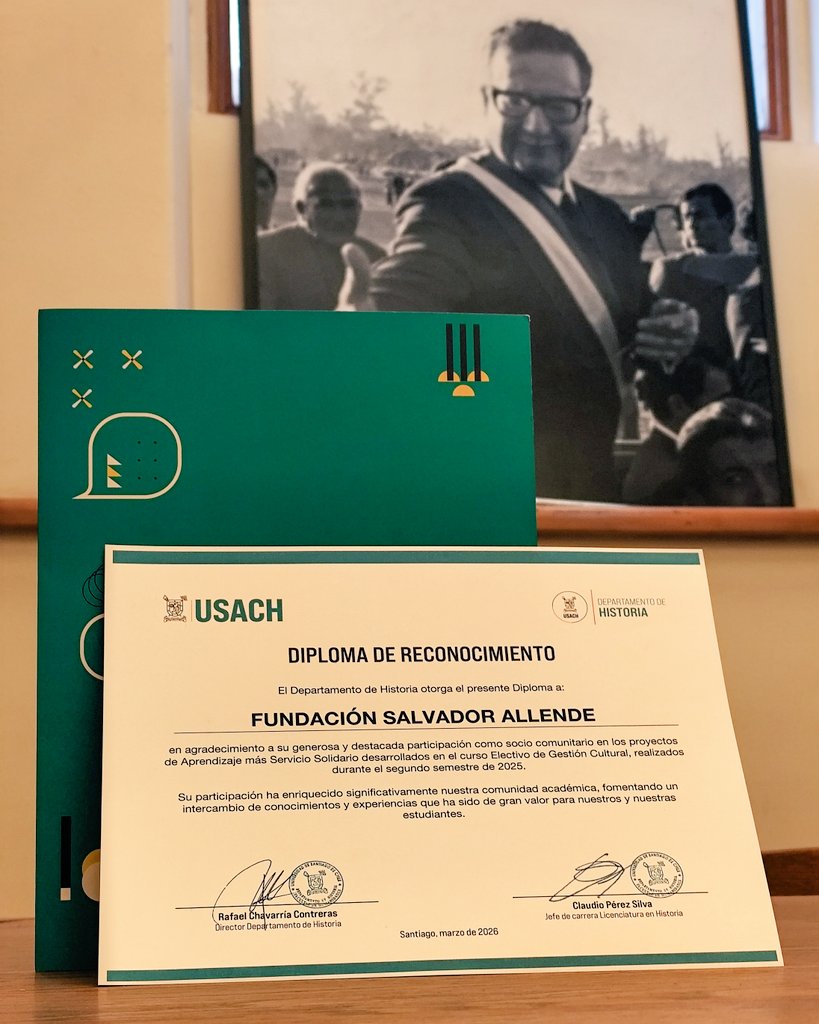 USACH
USACH
DEPARTAMENTO DE
HISTORIA
DIPLOMA DE RECONOCIMIENTO
El Departamento de Historia otorga el presente Diploma a:
FUNDACIÓN SALVADOR ALLENDE
en agradecimiento a su generosa y destacada participación como socio comunitario en los proyectos
de Aprendizaje más Servicio Solidario desarrollados en el curso Electivo de Gestión Cultural, realizados
durante el segundo semestre de 2025.
Su participación ha enriquecido significativamente nuestra comunidad académica, fomentando un
intercambio de conocimientos y experiencias que ha sido de gran valor para nuestros y nuestras
estudiantes.
Rafael Chavarría Contreras
Director Departamento de Historia
Claudio Pérez Silva
Jefe de carrera Licenciatura en Historia
Santiago, marzo de 2026